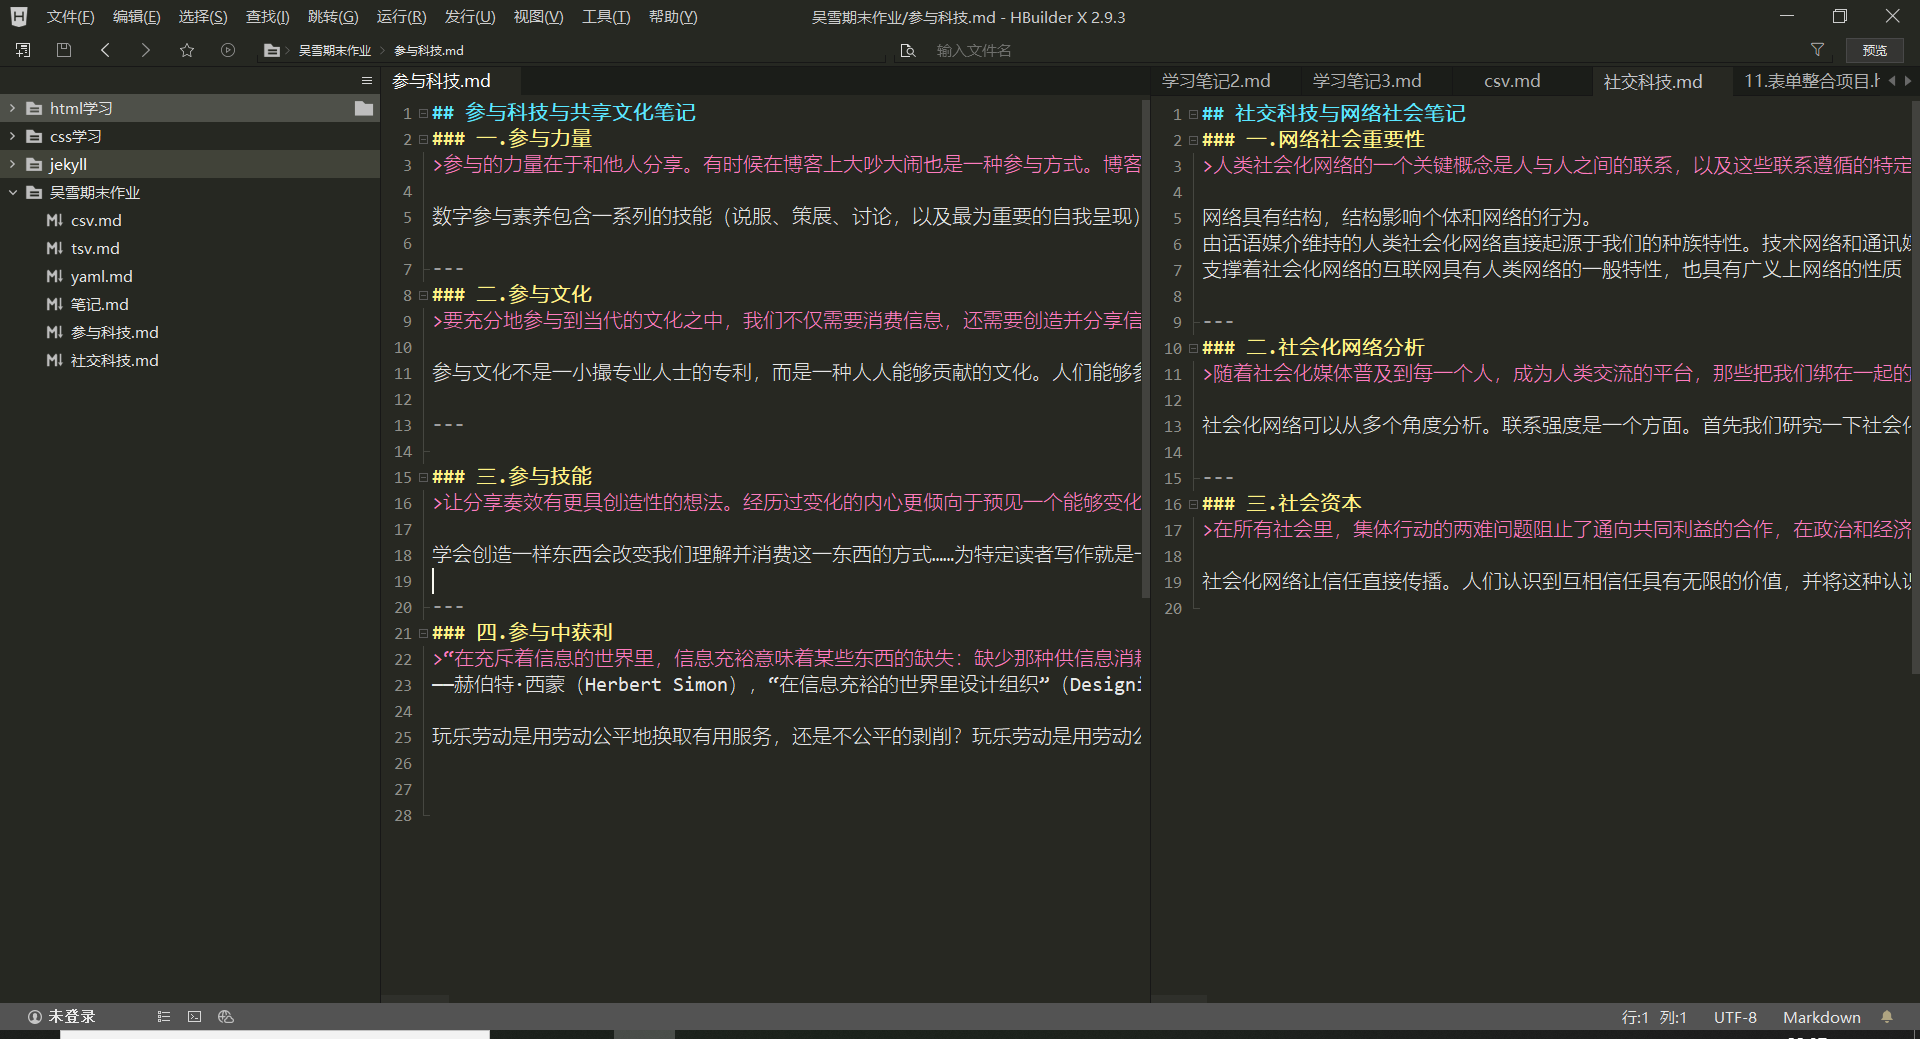 文件(F) 编辑(E) 选择(S) 查找(I) 跳转(G) 运行(R) 发行(U) 视图(V) 工具(T) 帮助(Y) 吴雪期末作业/参与科技.md - HBuilder X 2.9.3
吴雪期末作业 参与科技.md 输入文件名 预览
html学习
css学习
jekyll
吴雪期末作业
csv.md
tsv.md
yaml.md
笔记.md
参与科技.md
社交科技.md
参与科技.md
1 ## 参与科技与共享文化笔记
2 ### 一.参与力量
3 >参与的力量在于和他人分享。有时候在博客上大吵大闹也是一种参与方式。博客
4
5 数字参与素养包含一系列的技能（说服、策展、讨论，以及最为重要的自我呈现）
6
7 ---
8 ### 二.参与文化
9 >要充分地参与到当代的文化之中，我们不仅需要消费信息，还需要创造并分享信
10
11 参与文化不是一小撮专业人士的专利，而是一种人人能够贡献的文化。人们能够参
12
13 ---
14
15 ### 三.参与技能
16 >让分享奏效有更具创造性的想法。经历过变化的内心更倾向于预见一个能够变化
17
18 学会创造一样东西会改变我们理解并消费这一东西的方式……为特定读者写作就是一
19
20 ---
21 ### 四.参与中获利
22 >“在充斥着信息的世界里，信息充裕意味着某些东西的缺失：缺少那种供信息消耗
23 ——赫伯特·西蒙（Herbert Simon），“在信息充裕的世界里设计组织”（Designi
24
25 玩乐劳动是用劳动公平地换取有用服务，还是不公平的剥削？玩乐劳动是用劳动公
26
27
28
学习笔记2.md 学习笔记3.md csv.md 社交科技.md 11.表单整合项目.h
1 ## 社交科技与网络社会笔记
2 ### 一.网络社会重要性
3 >人类社会化网络的一个关键概念是人与人之间的联系，以及这些联系遵循的特定
4
5 网络具有结构，结构影响个体和网络的行为。
6 由话语媒介维持的人类社会化网络直接起源于我们的种族特性。技术网络和通讯媒
7 支撑着社会化网络的互联网具有人类网络的一般特性，也具有广义上网络的性质
8
9 ---
10 ### 二.社会化网络分析
11 >随着社会化媒体普及到每一个人，成为人类交流的平台，那些把我们绑在一起的
12
13 社会化网络可以从多个角度分析。联系强度是一个方面。首先我们研究一下社会化
14
15 ---
16 ### 三.社会资本
17 >在所有社会里，集体行动的两难问题阻止了通向共同利益的合作，在政治和经济
18
19 社会化网络让信任直接传播。人们认识到互相信任具有无限的价值，并将这种认识
20
未登录 行:1 列:1 UTF-8 Markdown